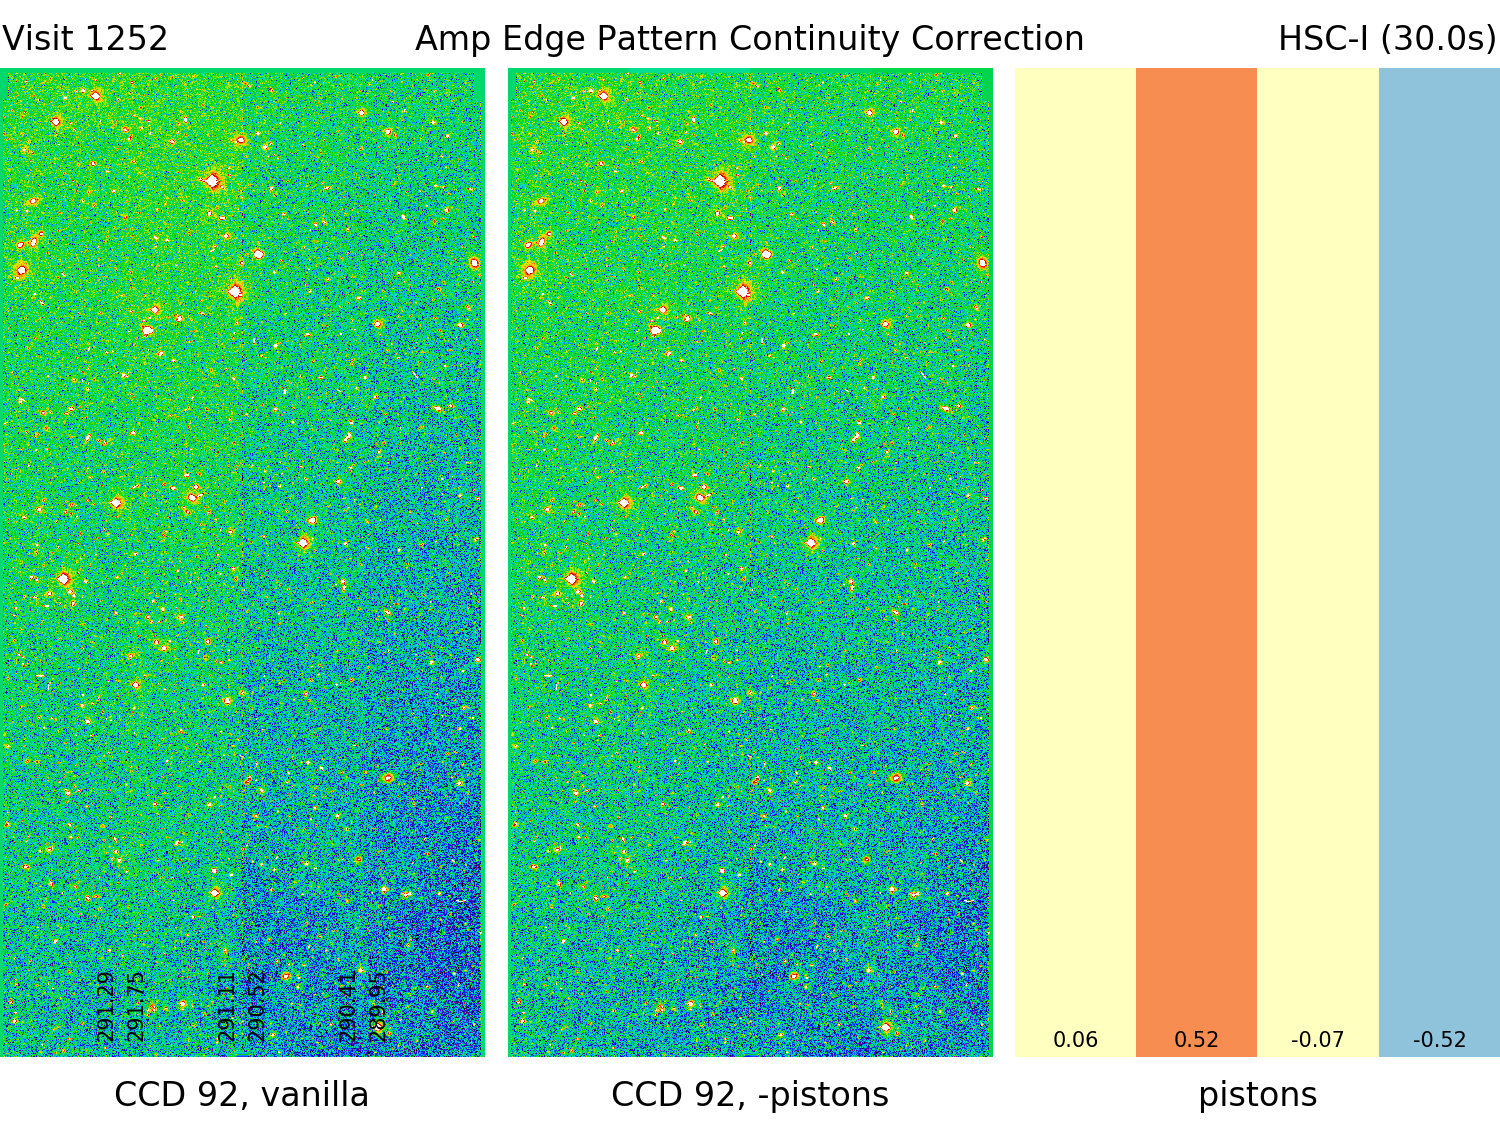 Visit 1252
Amp Edge Pattern Continuity Correction
HSC-I (30.0s)
291.29
291.75
291.11
290.52
290.41
289.95
0.06
0.52
-0.07
-0.52
CCD 92, vanilla
CCD 92, -pistons
pistons